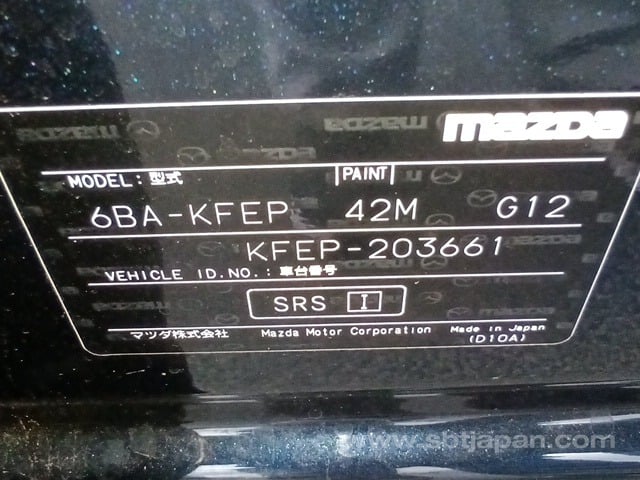 mazda
MODEL: 型式 PAINT
6BA-KFEP 42M G12
KFEP-203661
VEHICLE ID.NO.: 車台番号
SRS I
マツダ株式会社 Mazda Motor Corporation Made in Japan
(D10A)
www.sbtjapan.com